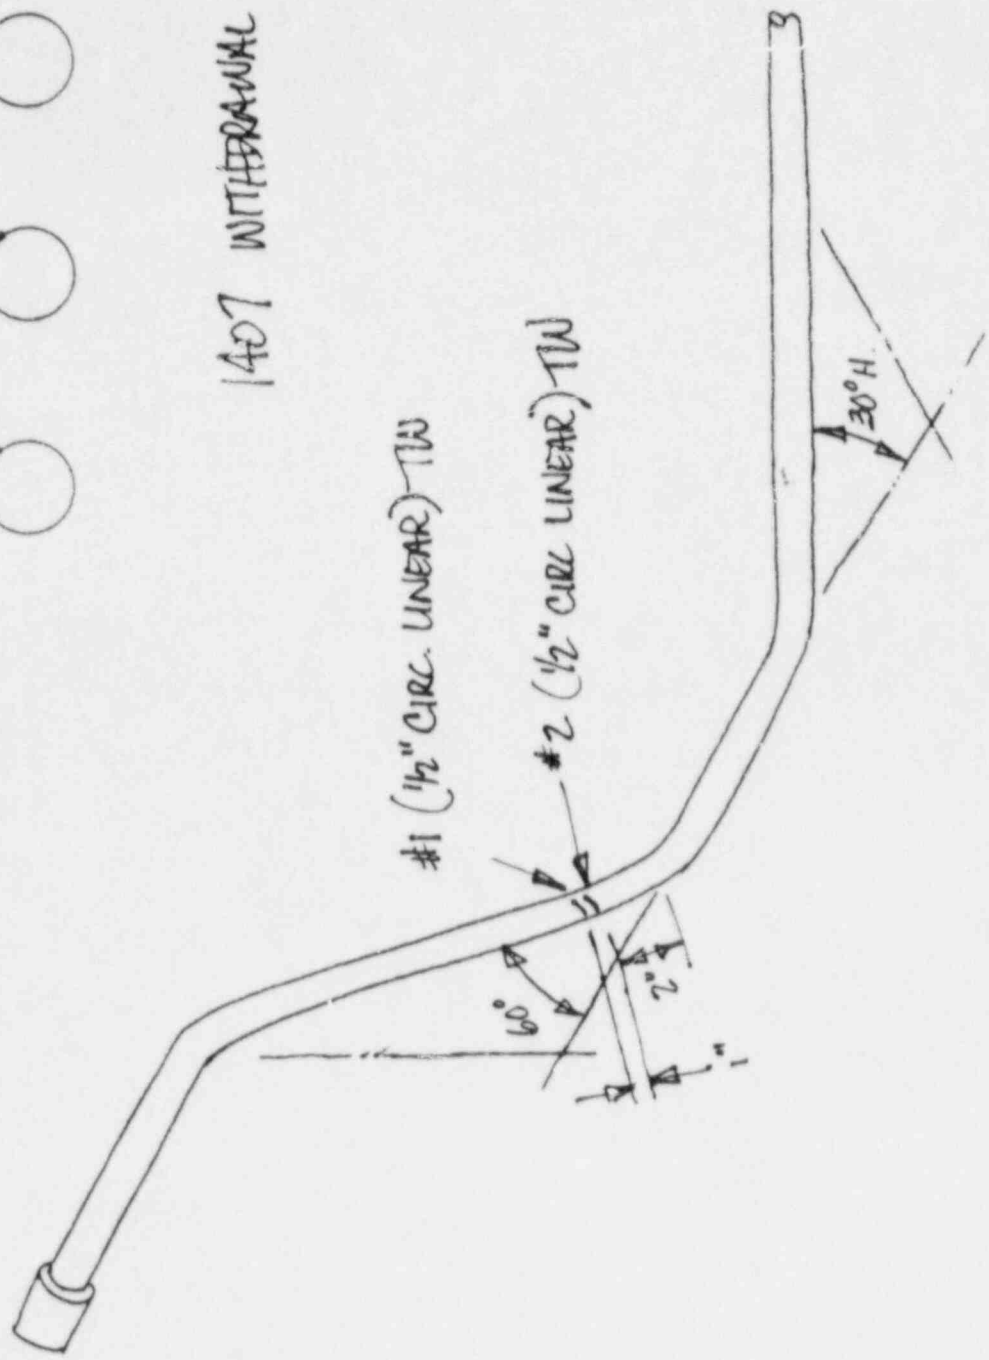 1407 WITHDRAWAL
#1 (1/2" CIRC. LINEAR)-TW
#2 (1/2" CIRC LINEAR)-TW
60°
2"
1"
30° H.